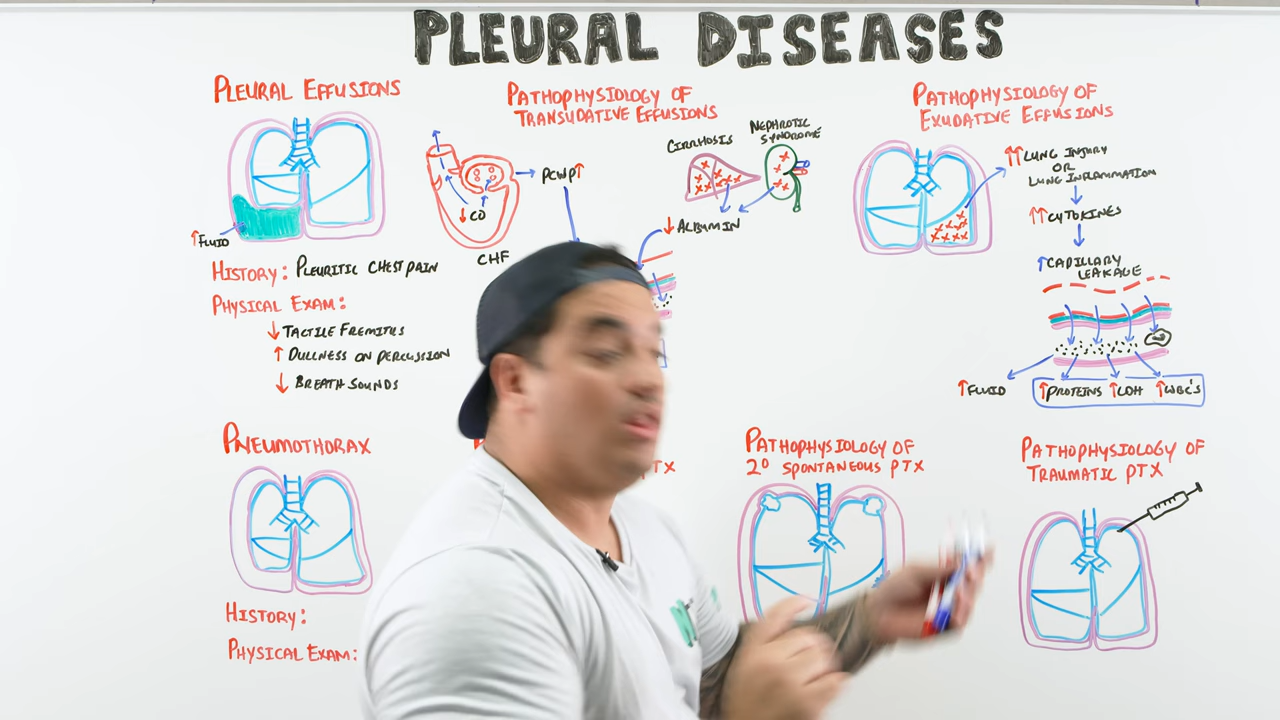 PLEURAL DISEASES
PLEURAL EFFUSIONS
↑FLUID
HISTORY: PLEURITIC CHEST PAIN
PHYSICAL EXAM:
↓ TACTILE FREMITUS
↑ DULLNESS ON PERCUSSION
↓ BREATH SOUNDS
PATHOPHYSIOLOGY OF
TRANSUDATIVE EFFUSIONS
↓ CO
CHF
PCWP↑
CIRRHOSIS
NEPHROTIC
SYNDROME
↓ ALBUMIN
PATHOPHYSIOLOGY OF
EXUDATIVE EFFUSIONS
↑↑LUNG INJURY
OR
LUNG INFLAMMATION
↑↑CYTOKINES
↑CAPILLARY
LEAKAGE
↑FLUID
↑PROTEINS ↑LDH ↑WBC'S
PNEUMOTHORAX
HISTORY:
PHYSICAL EXAM:
PATHOPHYSIOLOGY OF
2° SPONTANEOUS PTX
PATHOPHYSIOLOGY OF
TRAUMATIC PTX